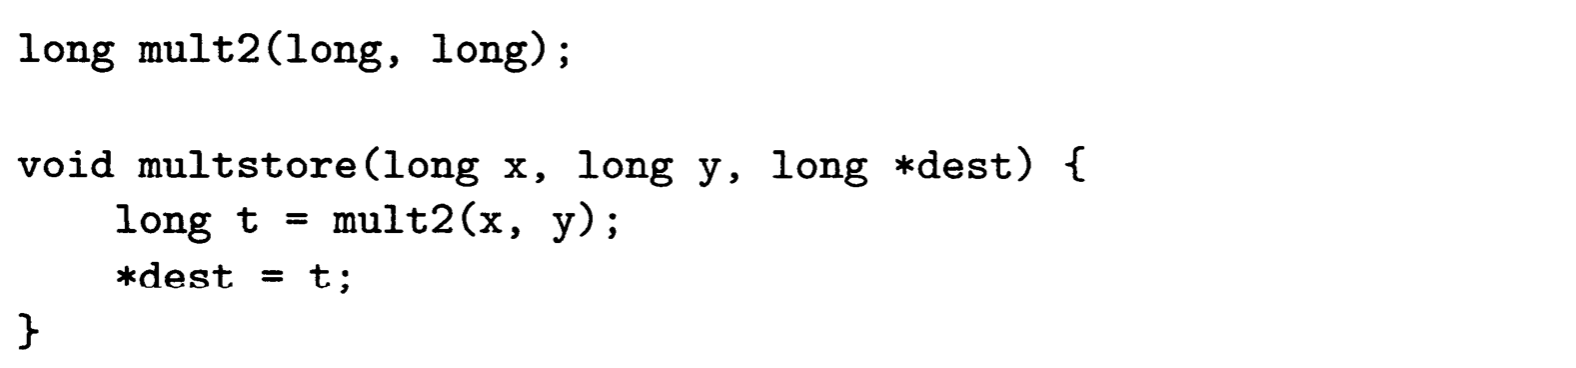 long mult2(long, long);

void multstore(long x, long y, long *dest) {
    long t = mult2(x, y);
    *dest = t;
}